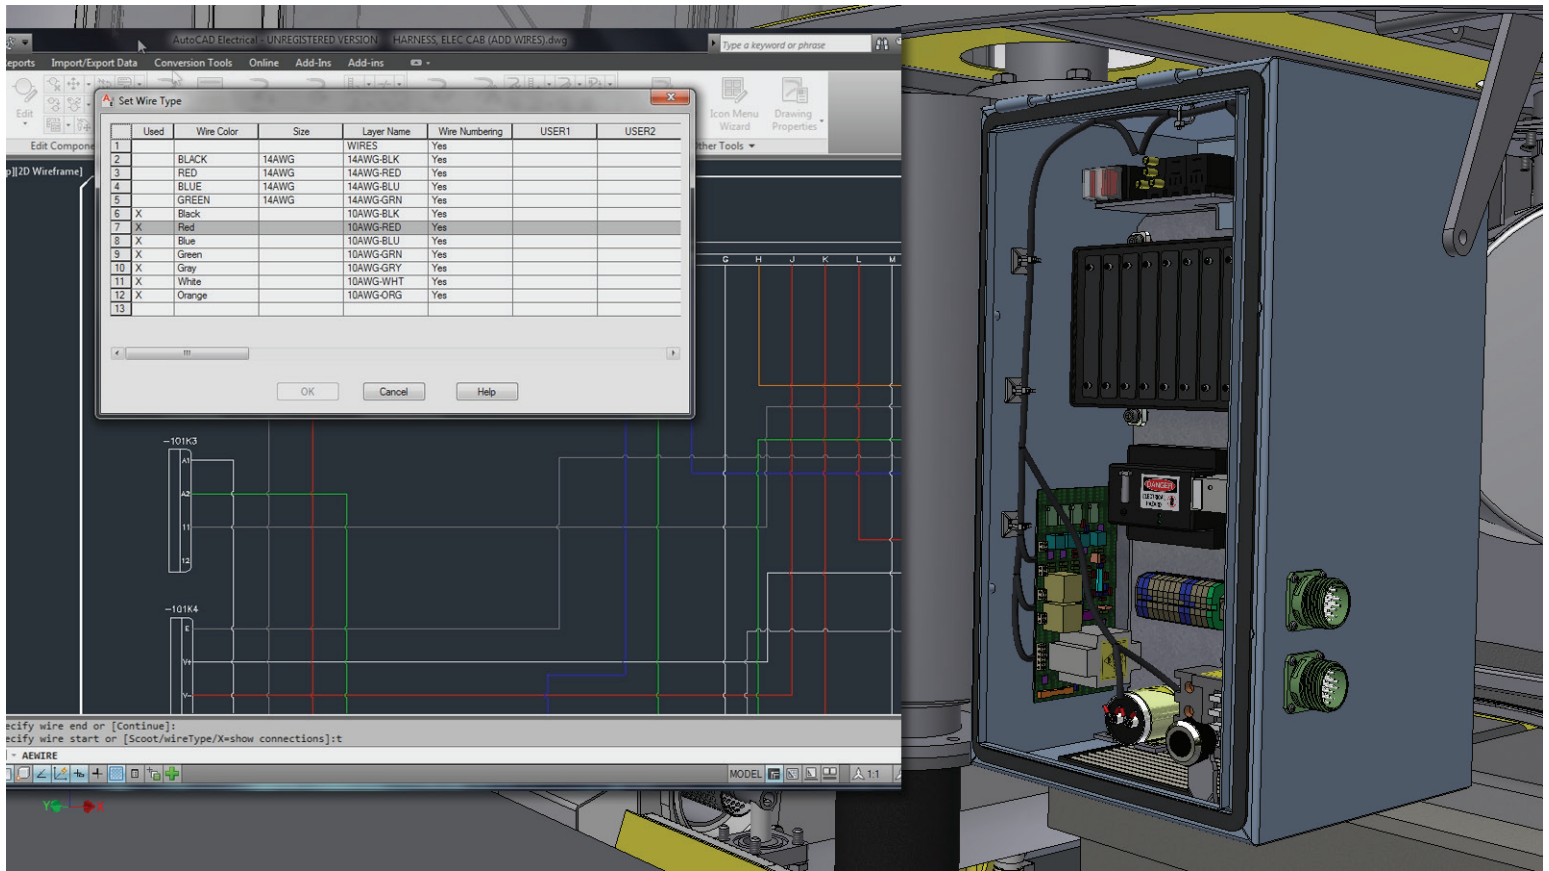 AutoCAD Electrical - UNREGISTERED VERSION HARNESS, ELEC CAB (ADD WIRES).dwg
Type a keyword or phrase
eports Import/Export Data Conversion Tools Online Add-Ins Add-ins
Edit
Icon Menu Wizard
Drawing Properties
Edit Compone
ther Tools
Set Wire Type
Used Wire Color Size Layer Name Wire Numbering USER1 USER2
1 WIRES Yes
2 BLACK 14AWG 14AWG-BLK Yes
3 RED 14AWG 14AWG-RED Yes
4 BLUE 14AWG 14AWG-BLU Yes
5 GREEN 14AWG 14AWG-GRN Yes
6 X Black 10AWG-BLK Yes
7 X Red 10AWG-RED Yes
8 X Blue 10AWG-BLU Yes
9 X Green 10AWG-GRN Yes
10 X Gray 10AWG-GRY Yes
11 X White 10AWG-WHT Yes
12 X Orange 10AWG-ORG Yes
13
OK Cancel Help
p][2D Wireframe]
G H J K L M
-101K3
A1
A2
11
12
-101K4
E
V+
V-
ecify wire end or [Continue]:
ecify wire start or [Scoot/wireType/X=show connections]:t
- AEWIRE
MODEL 1:1
Y X
DANGER
ELECTRICAL
HAZARD